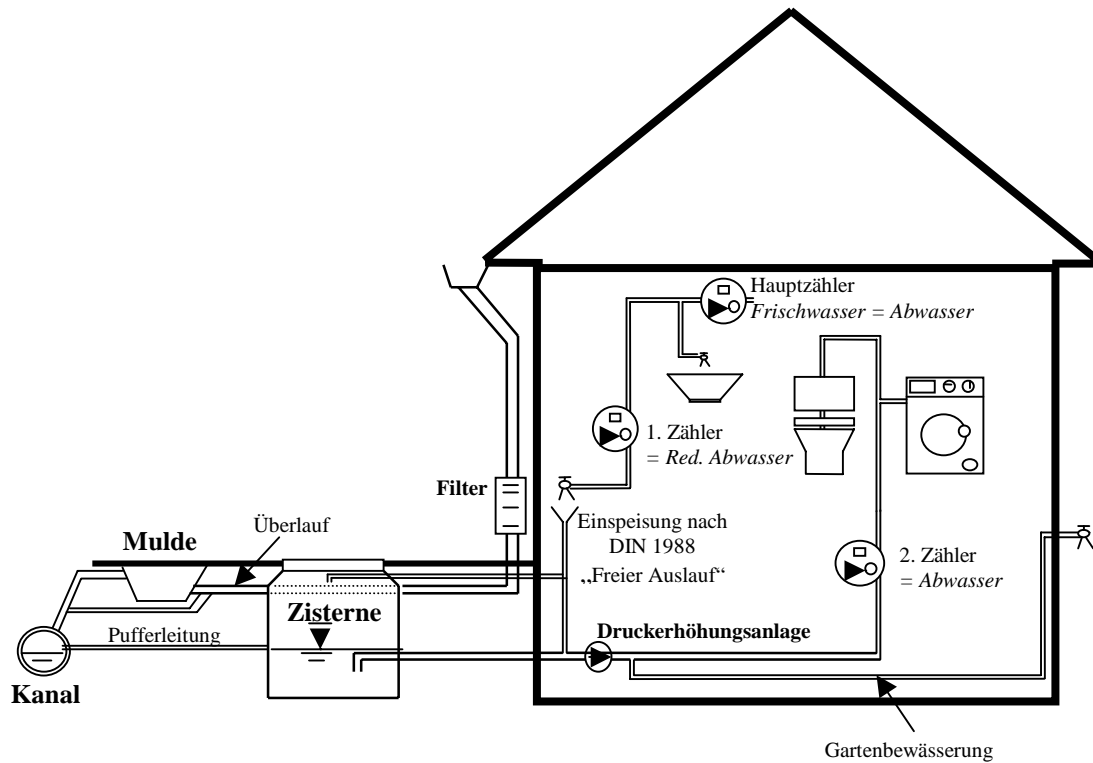 Hauptzähler
Frischwasser = Abwasser
1. Zähler
= Red. Abwasser
Filter
Einspeisung nach
DIN 1988
„Freier Auslauf“
Überlauf
Mulde
2. Zähler
= Abwasser
Zisterne
Pufferleitung
Druckerhöhungsanlage
Kanal
Gartenbewässerung